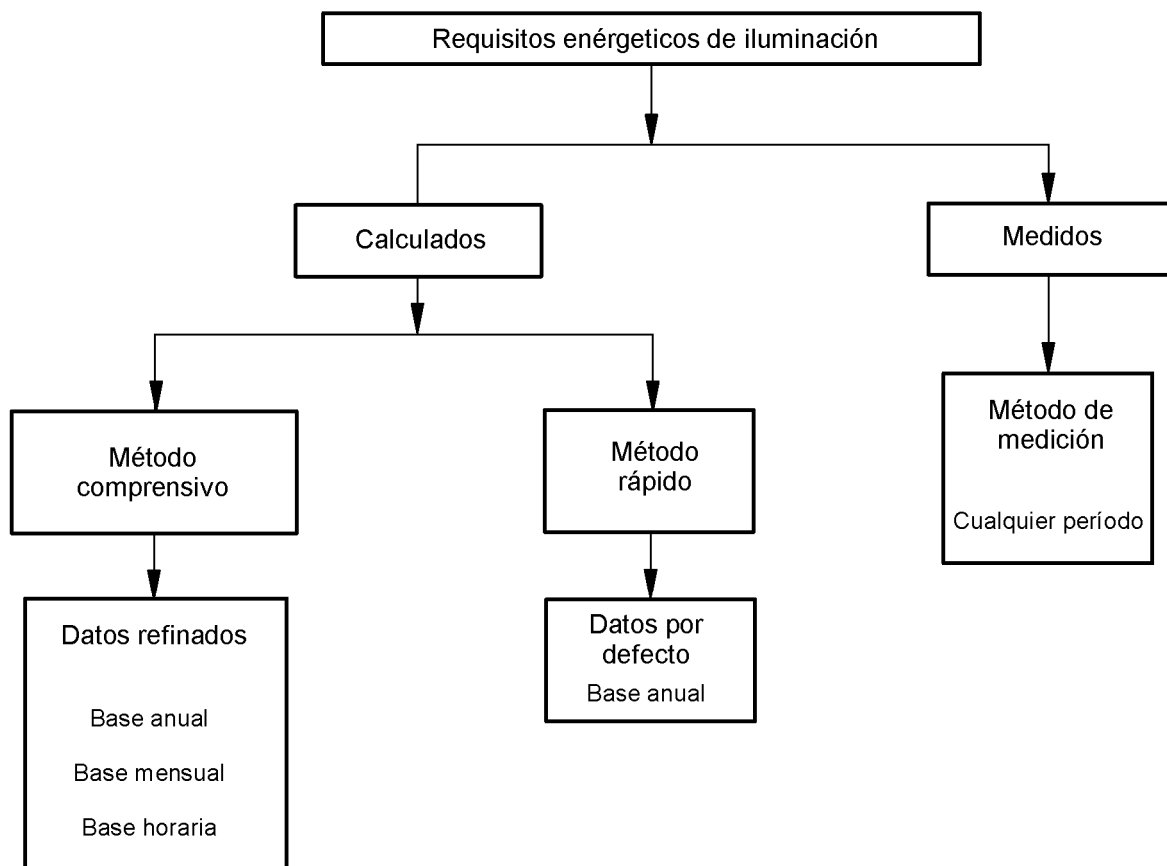 Requisitos enérgeticos de iluminación
Calculados
Medidos
Método
comprensivo
Método
rápido
Método de
medición
Cualquier período
Datos refinados
Base anual
Base mensual
Base horaria
Datos por
defecto
Base anual